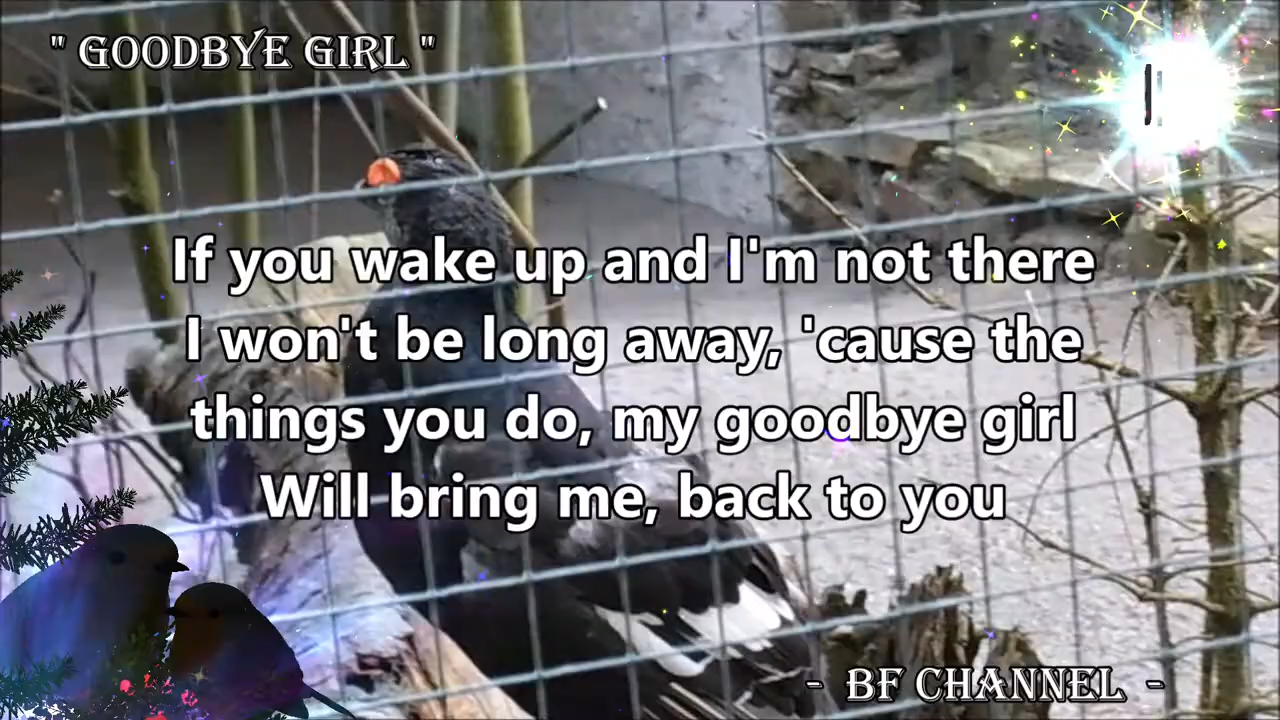 " GOODBYE GIRL "
If you wake up and I'm not there
I won't be long away, 'cause the
things you do, my goodbye girl
Will bring me, back to you
- BF CHANNEL -